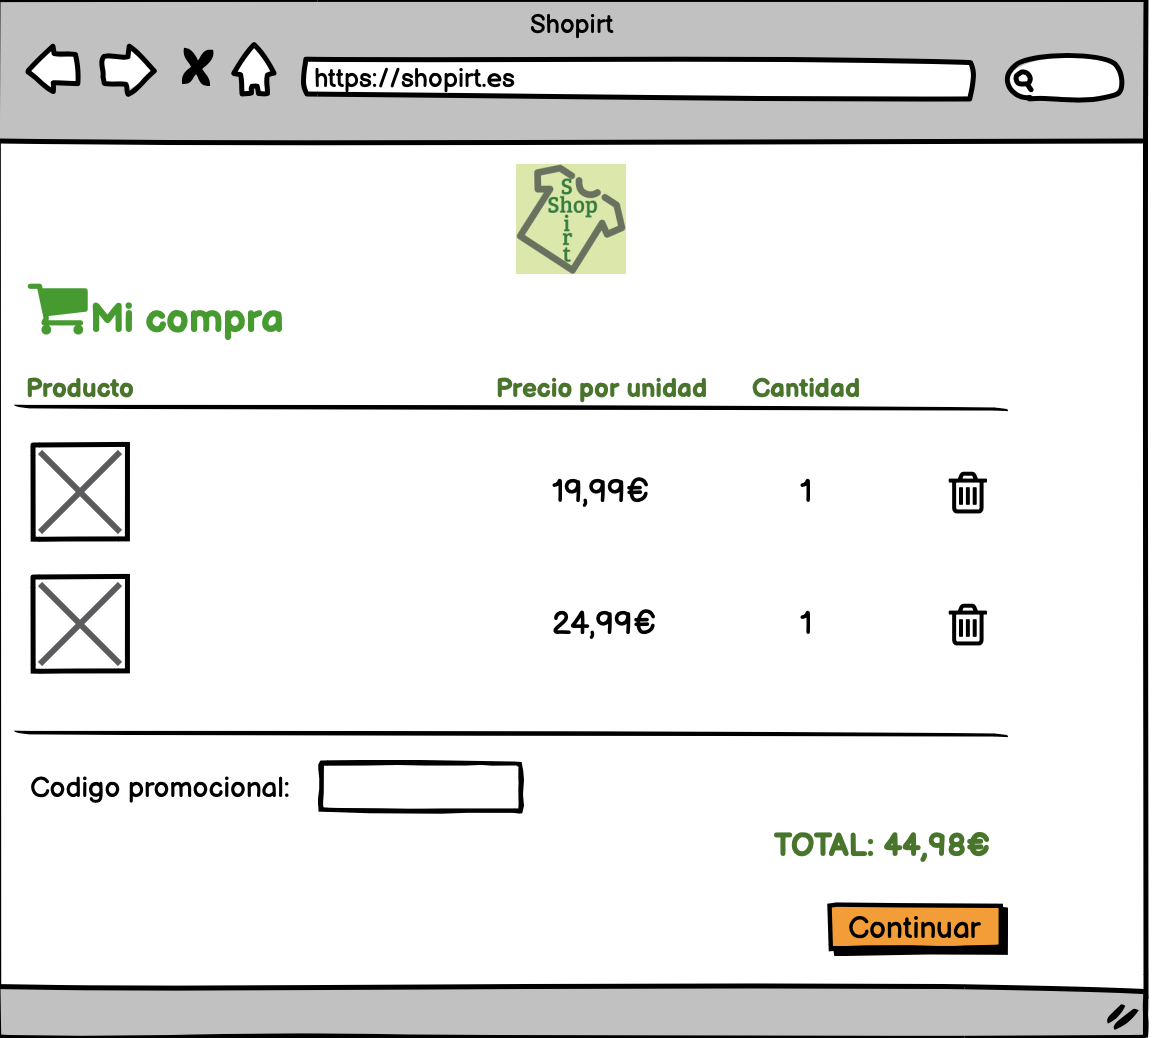 Shopirt
https://shopirt.es
S
Shop
i
r
t
Mi compra
Producto Precio por unidad Cantidad
19,99€ 1
24,99€ 1
Codigo promocional:
TOTAL: 44,98€
Continuar